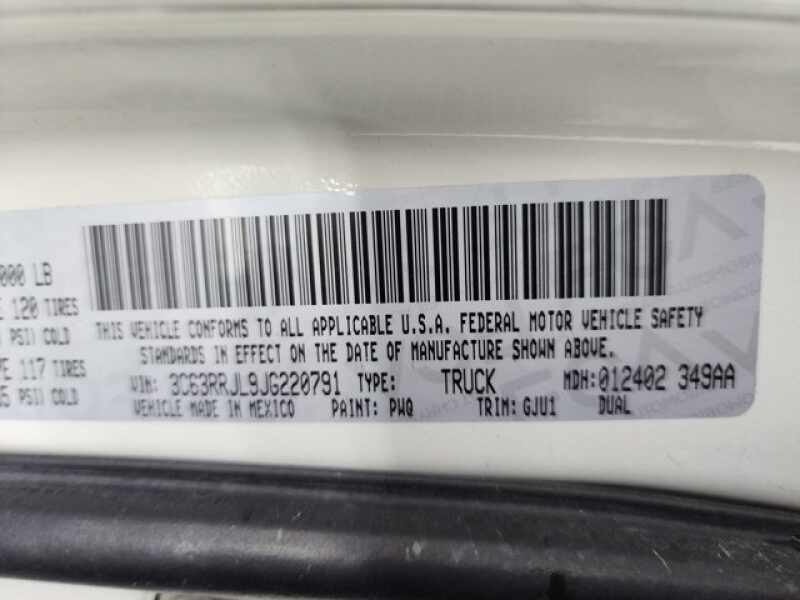 000 LB
120 TIRES
PSI) COLD
117 TIRES
PSI) COLD
THIS VEHICLE CONFORMS TO ALL APPLICABLE U.S.A. FEDERAL MOTOR VEHICLE SAFETY
STANDARDS IN EFFECT ON THE DATE OF MANUFACTURE SHOWN ABOVE.
VIN: 3C63RRJL9JG220791 TYPE: TRUCK MDH: 012402 349AA
VEHICLE MADE IN MEXICO PAINT: PWQ TRIM: GJU1 DUAL